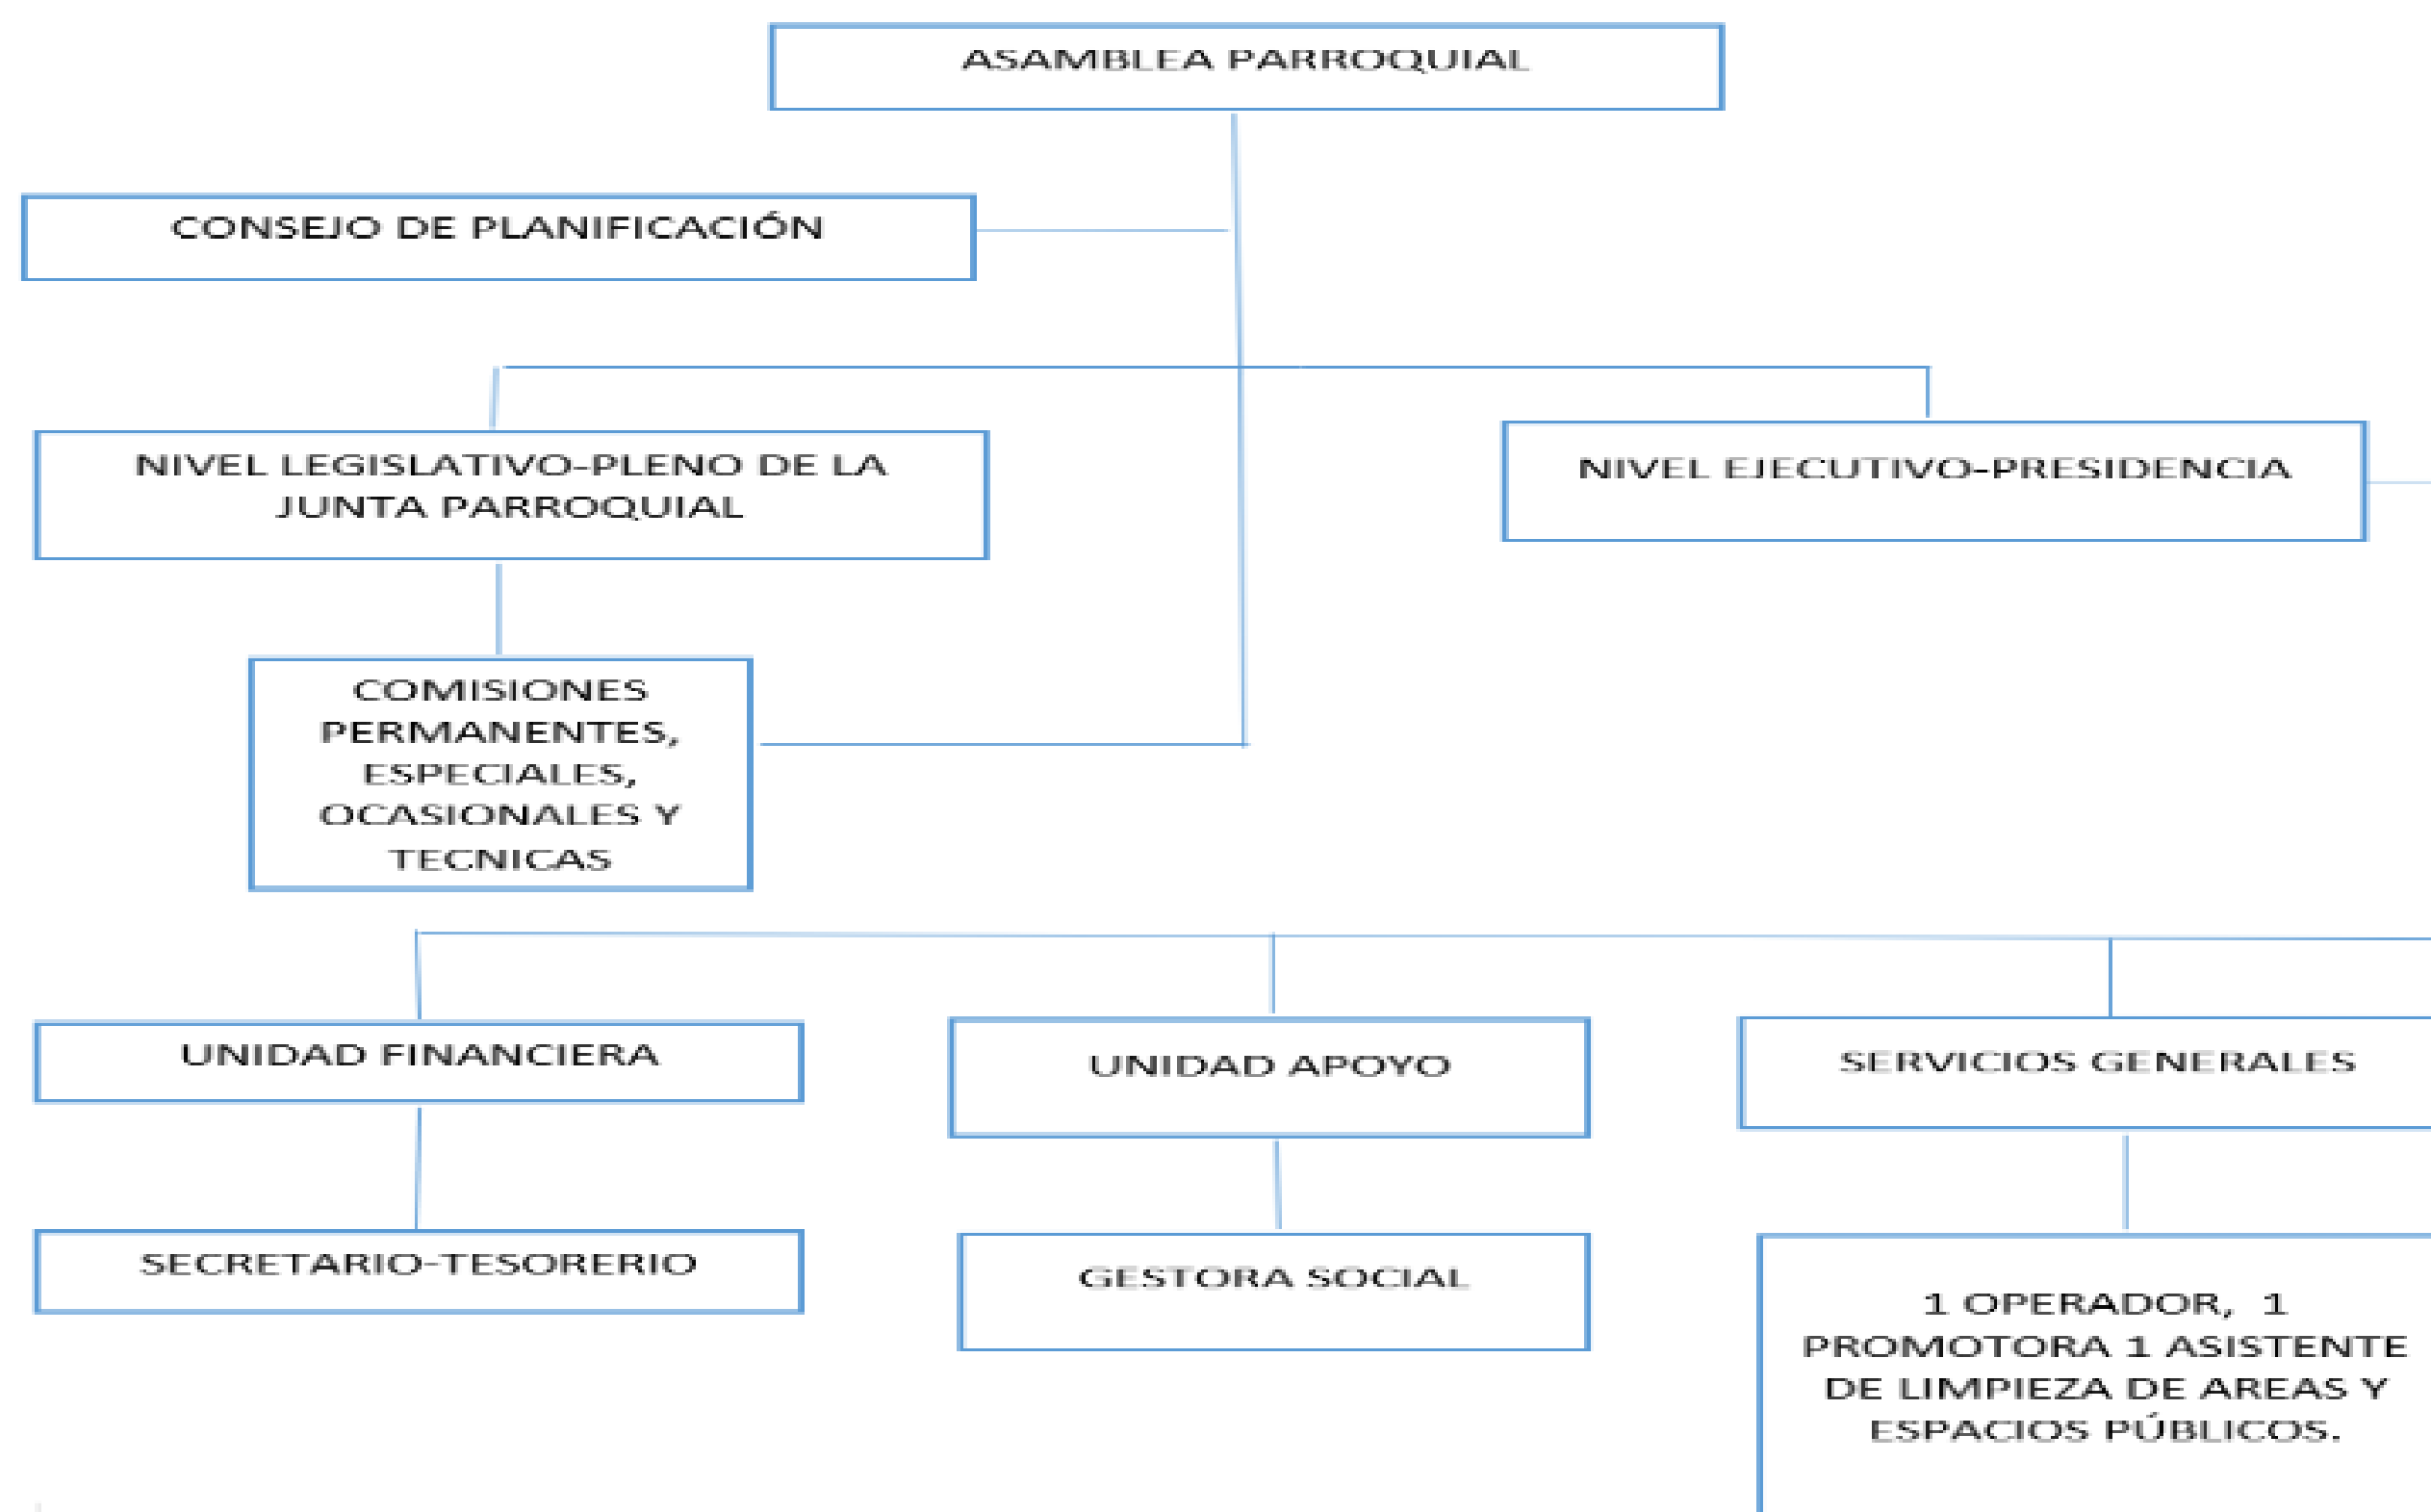 ASAMBLEA PARROQUIAL
CONSEJO DE PLANIFICACIÓN
NIVEL LEGISLATIVO-PLENO DE LA
JUNTA PARROQUIAL
NIVEL EJECUTIVO-PRESIDENCIA
COMISIONES
PERMANENTES,
ESPECIALES,
OCASIONALES Y
TECNICAS
UNIDAD FINANCIERA
UNIDAD APOYO
SERVICIOS GENERALES
SECRETARIO-TESORERIO
GESTORA SOCIAL
1 OPERADOR, 1
PROMOTORA 1 ASISTENTE
DE LIMPIEZA DE AREAS Y
ESPACIOS PÚBLICOS.